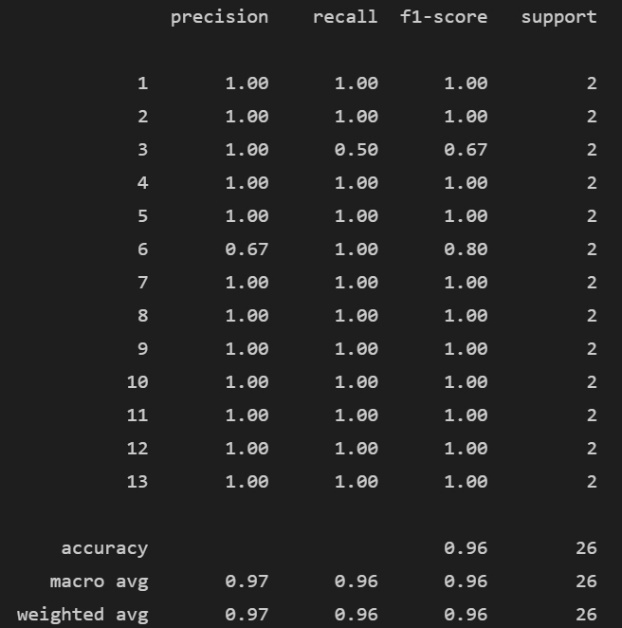 precision recall f1-score support
1 1.00 1.00 1.00 2
2 1.00 1.00 1.00 2
3 1.00 0.50 0.67 2
4 1.00 1.00 1.00 2
5 1.00 1.00 1.00 2
6 0.67 1.00 0.80 2
7 1.00 1.00 1.00 2
8 1.00 1.00 1.00 2
9 1.00 1.00 1.00 2
10 1.00 1.00 1.00 2
11 1.00 1.00 1.00 2
12 1.00 1.00 1.00 2
13 1.00 1.00 1.00 2
accuracy 0.96 26
macro avg 0.97 0.96 0.96 26
weighted avg 0.97 0.96 0.96 26